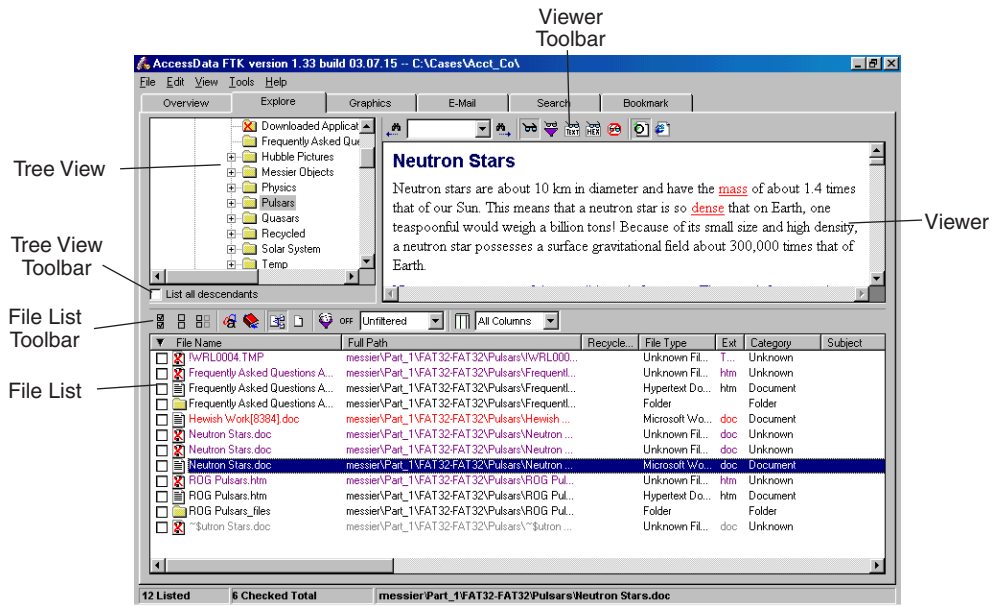 Viewer
Toolbar
AccessData FTK version 1.33 build 03.07.15 -- C:\Cases\Acct_Co\
File Edit View Tools Help
Overview Explore Graphics E-Mail Search Bookmark
Downloaded Applicat
Frequently Asked Que
Hubble Pictures
Messier Objects
Physics
Pulsars
Quasars
Recycled
Solar System
Temp
List all descendants
Tree View
Tree View
Toolbar
TEXT HEX
Neutron Stars
Neutron stars are about 10 km in diameter and have the mass of about 1.4 times
that of our Sun. This means that a neutron star is so dense that on Earth, one
teaspoonful would weigh a billion tons! Because of its small size and high density,
a neutron star possesses a surface gravitational field about 300,000 times that of
Earth.
Viewer
File List
Toolbar
OFF Unfiltered All Columns
File List
File Name Full Path Recycle... File Type Ext Category Subject
!WRL0004.TMP messier\Part_1\FAT32-FAT32\Pulsars\!WRL000... Unknown Fil... T... Unknown
Frequently Asked Questions A... messier\Part_1\FAT32-FAT32\Pulsars\Frequentl... Unknown Fil... htm Unknown
Frequently Asked Questions A... messier\Part_1\FAT32-FAT32\Pulsars\Frequentl... Hypertext Do... htm Document
Frequently Asked Questions A... messier\Part_1\FAT32-FAT32\Pulsars\Frequentl... Folder Folder
Hewish Work[8384].doc messier\Part_1\FAT32-FAT32\Pulsars\Hewish ... Microsoft Wo... doc Document
Neutron Stars.doc messier\Part_1\FAT32-FAT32\Pulsars\Neutron ... Unknown Fil... doc Unknown
Neutron Stars.doc messier\Part_1\FAT32-FAT32\Pulsars\Neutron ... Unknown Fil... doc Unknown
Neutron Stars.doc messier\Part_1\FAT32-FAT32\Pulsars\Neutron ... Microsoft Wo... doc Document
ROG Pulsars.htm messier\Part_1\FAT32-FAT32\Pulsars\ROG Pul... Unknown Fil... htm Unknown
ROG Pulsars.htm messier\Part_1\FAT32-FAT32\Pulsars\ROG Pul... Hypertext Do... htm Document
ROG Pulsars_files messier\Part_1\FAT32-FAT32\Pulsars\ROG Pul... Folder Folder
~$utron Stars.doc messier\Part_1\FAT32-FAT32\Pulsars\~$utron ... Unknown Fil... doc Unknown
12 Listed 6 Checked Total messier\Part_1\FAT32-FAT32\Pulsars\Neutron Stars.doc